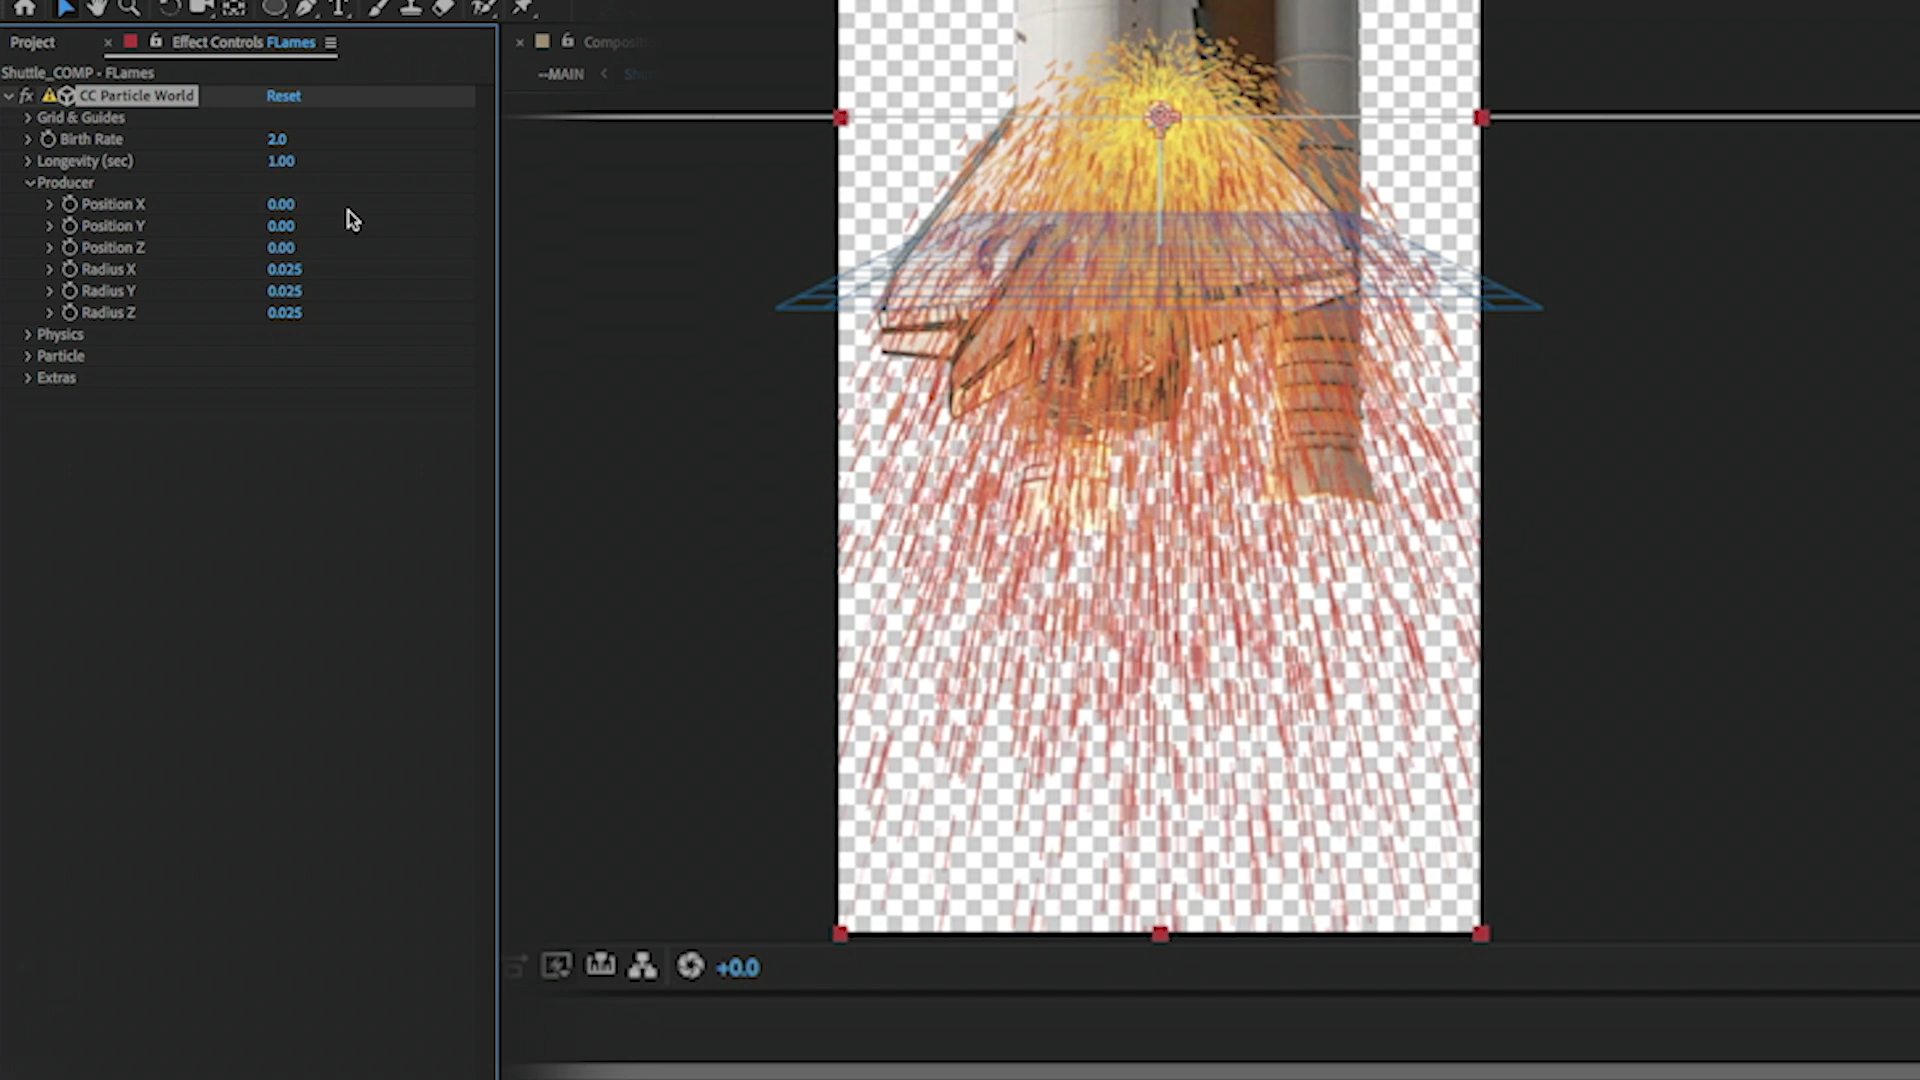 Project
Effect Controls FLames
Compositio
Shuttle_COMP - FLames
--MAIN
fx CC Particle World Reset
Grid & Guides
Birth Rate 2.0
Longevity (sec) 1.00
Producer
Position X 0.00
Position Y 0.00
Position Z 0.00
Radius X 0.025
Radius Y 0.025
Radius Z 0.025
Physics
Particle
Extras
+0.0